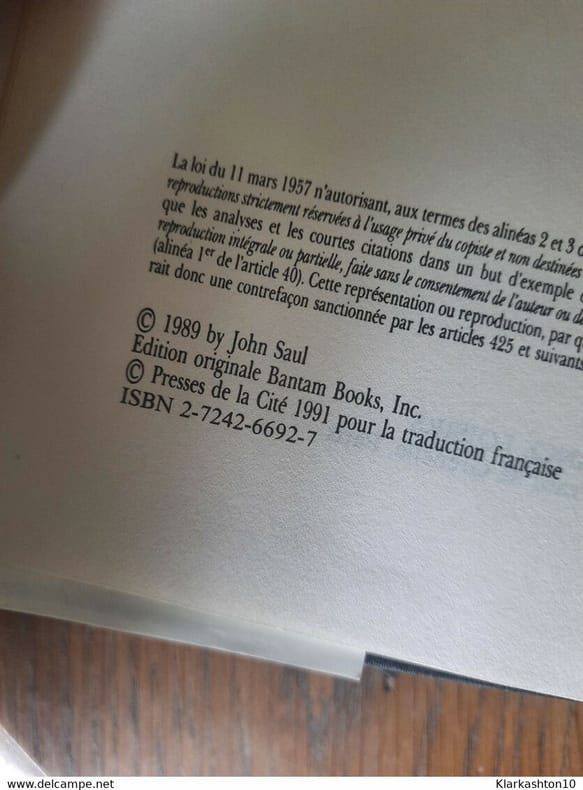 La loi du 11 mars 1957 n'autorisant, aux termes des alinéas 2 et 3 d
reproductions strictement réservées à l'usage privé du copiste et non destinées
que les analyses et les courtes citations dans un but d'exemple
reproduction intégrale ou partielle, faite sans le consentement de l'auteur ou de
(alinéa 1er de l'article 40). Cette représentation ou reproduction, par q
rait donc une contrefaçon sanctionnée par les articles 425 et suivants
© 1989 by John Saul
Edition originale Bantam Books, Inc.
© Presses de la Cité 1991 pour la traduction française
ISBN 2-7242-6692-7
www.delcampe.net
Klarkashton10